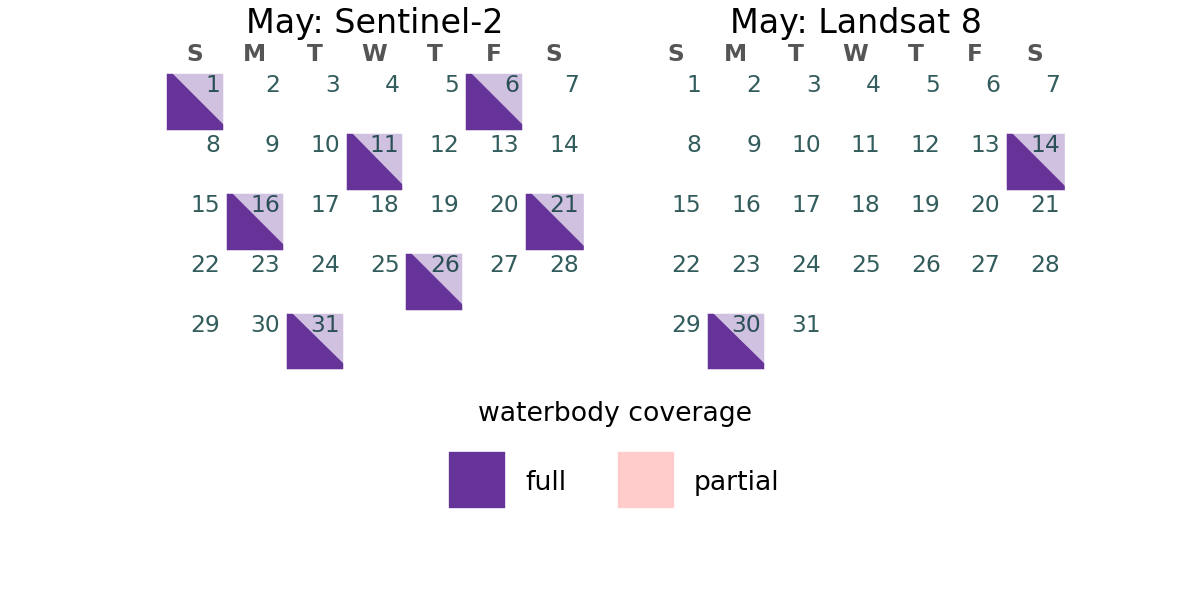 May: Sentinel-2
S M T W T F S
1 2 3 4 5 6 7
8 9 10 11 12 13 14
15 16 17 18 19 20 21
22 23 24 25 26 27 28
29 30 31
May: Landsat 8
S M T W T F S
1 2 3 4 5 6 7
8 9 10 11 12 13 14
15 16 17 18 19 20 21
22 23 24 25 26 27 28
29 30 31
waterbody coverage
full partial